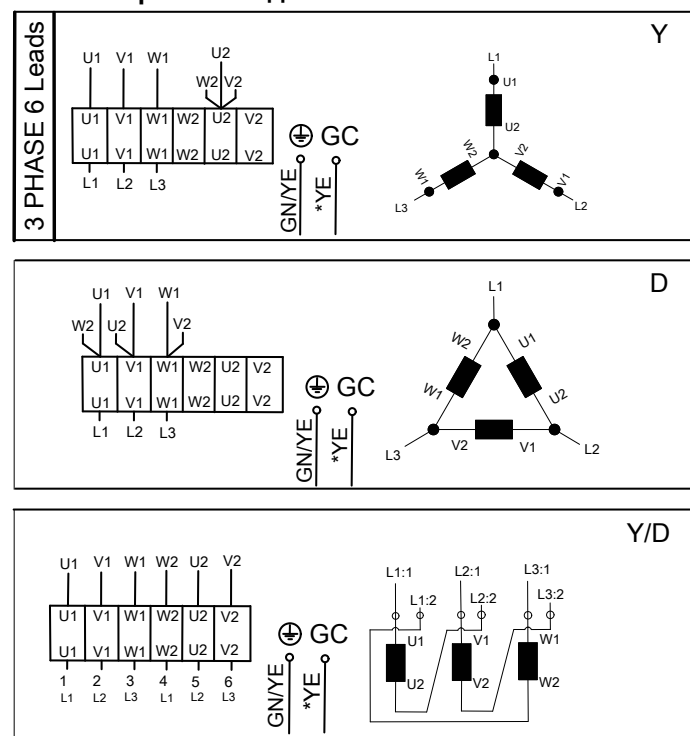 3 PHASE 6 Leads
Y
U1 V1 W1 U2
W2 V2
U1 V1 W1 W2 U2 V2
U1 V1 W1 W2 U2 V2
L1 L2 L3
GC
GN/YE
*YE
L1
U1
U2
W2 V2
W1 V1
L3 L2
D
U1 V1 W1
W2 U2 V2
U1 V1 W1 W2 U2 V2
U1 V1 W1 W2 U2 V2
L1 L2 L3
GC
GN/YE
*YE
L1
W2 U1
W1 U2
V2 V1
L3 L2
Y/D
U1 V1 W1 W2 U2 V2
U1 V1 W1 W2 U2 V2
U1 V1 W1 W2 U2 V2
1 2 3 4 5 6
L1 L2 L3 L1 L2 L3
GC
GN/YE
*YE
L1:1 L2:1 L3:1
L1:2 L2:2 L3:2
U1 V1 W1
U2 V2 W2